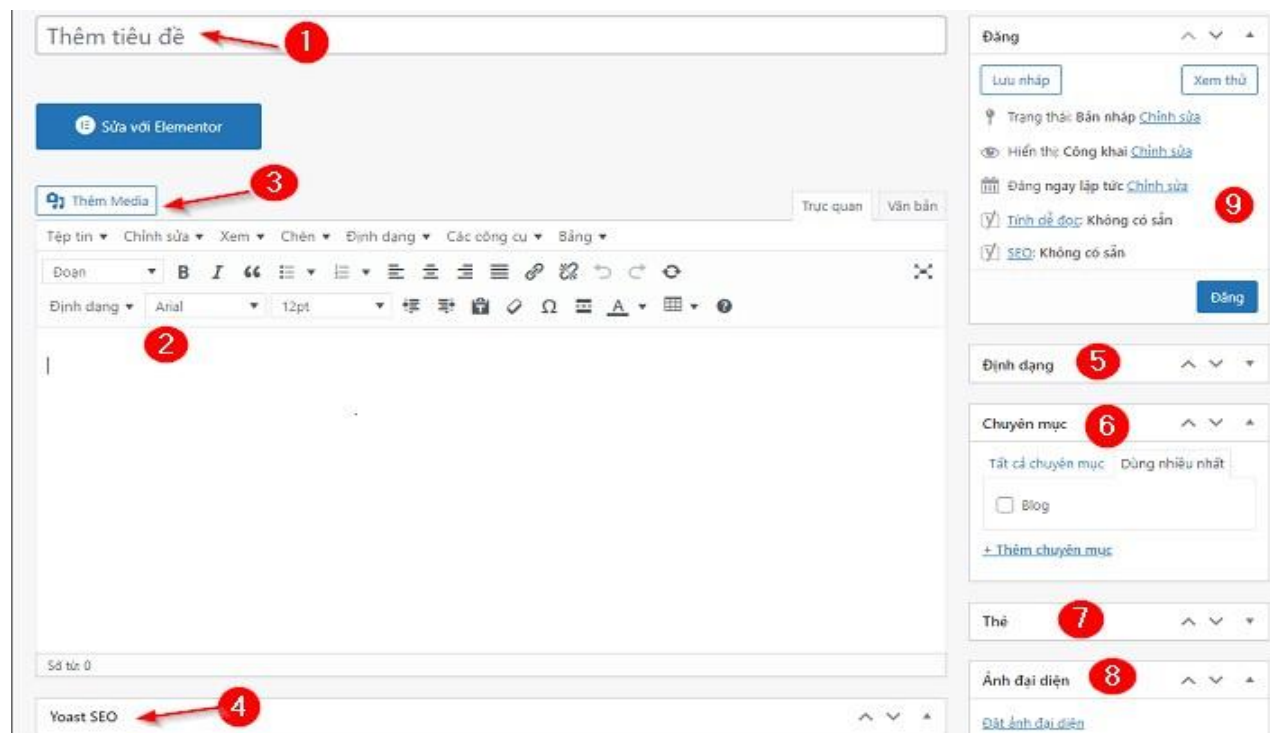 Thêm tiêu đề
1
Sửa với Elementor
3
Thêm Media
Trực quan Văn bản
Tệp tin Chỉnh sửa Xem Chèn Định dạng Các công cụ Bảng
Đoạn B I
Định dạng Arial 12pt Ω A
2
Số từ: 0
Yoast SEO
4
Đăng
Lưu nháp Xem thử
Trạng thái: Bản nháp Chỉnh sửa
Hiển thị: Công khai Chỉnh sửa
Đăng ngay lập tức Chỉnh sửa
9
Tính dễ đọc: Không có sẵn
SEO: Không có sẵn
Đăng
Định dạng 5
Chuyên mục 6
Tất cả chuyên mục Dùng nhiều nhất
Blog
+ Thêm chuyên mục
Thẻ 7
Ảnh đại diện 8
Đặt ảnh đại diện